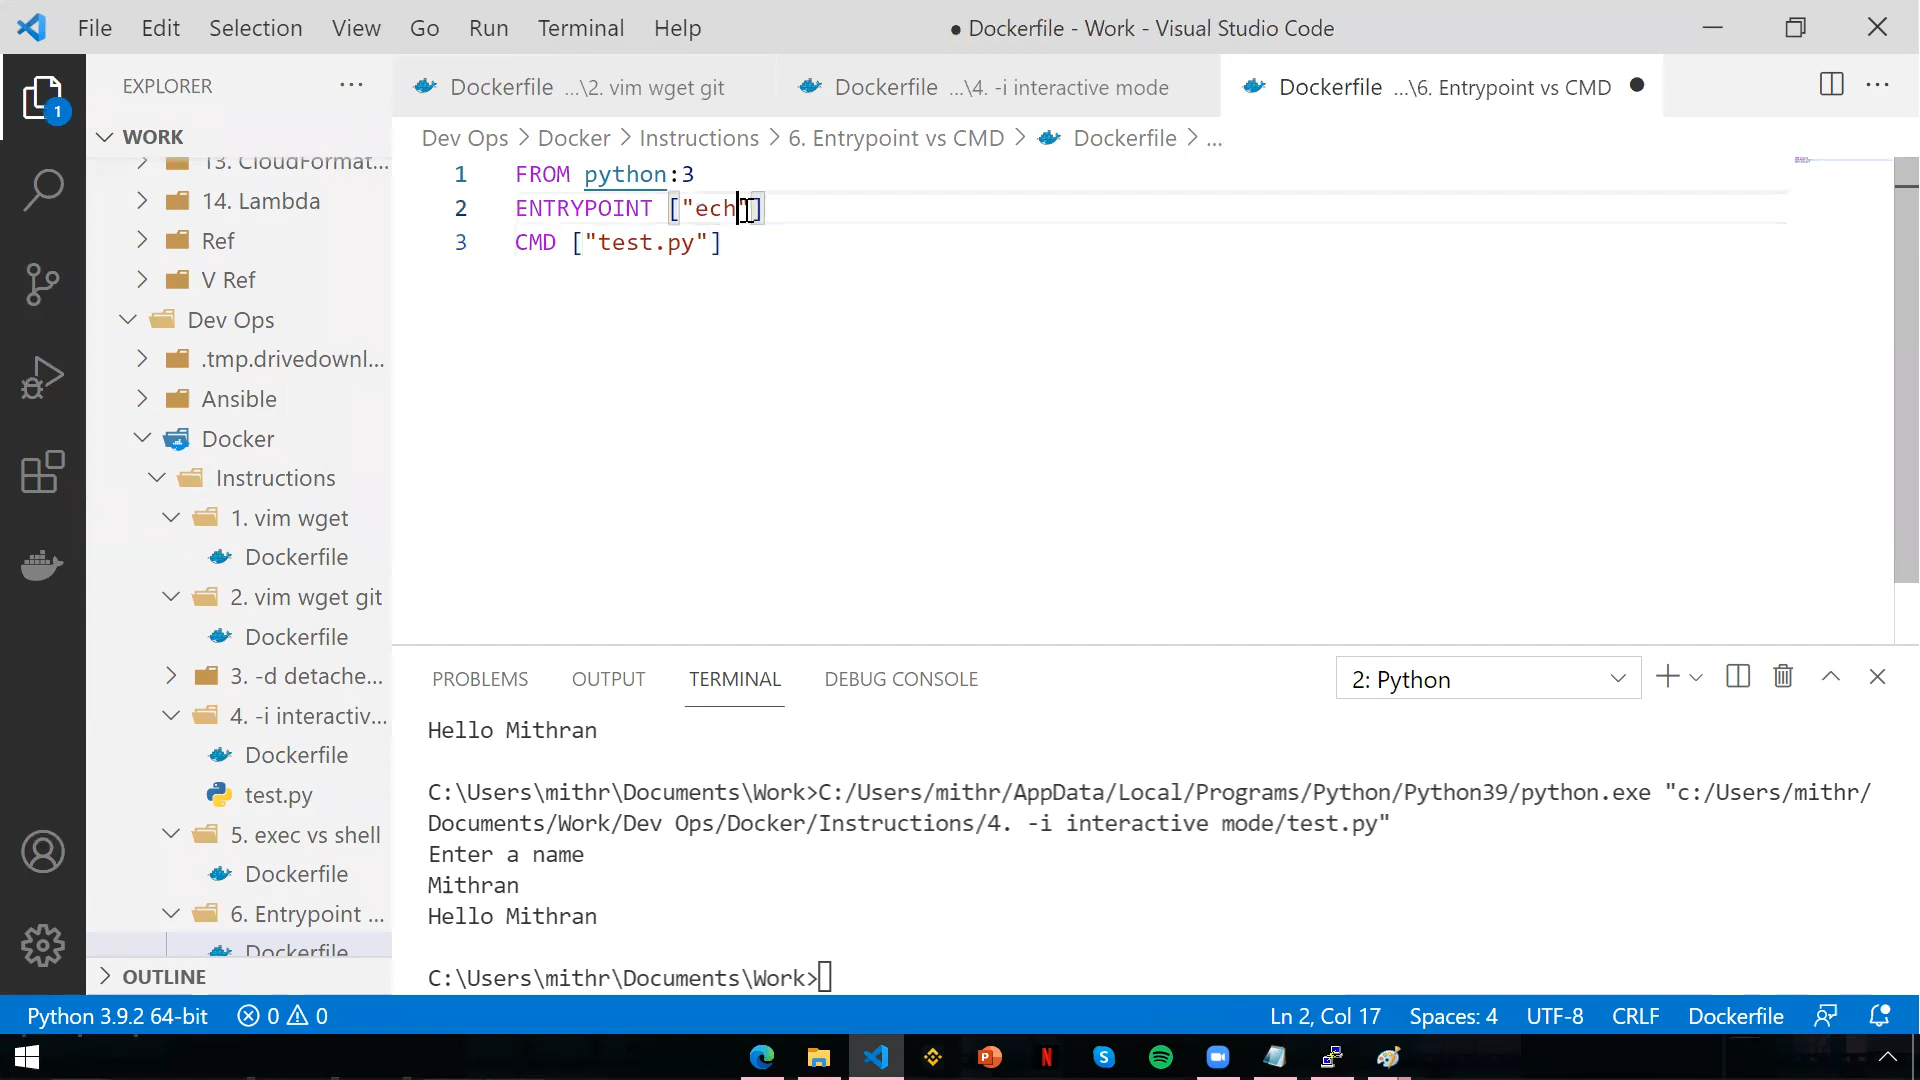 File Edit Selection View Go Run Terminal Help
● Dockerfile - Work - Visual Studio Code
EXPLORER ...
Dockerfile ...\2. vim wget git
Dockerfile ...\4. -i interactive mode
Dockerfile ...\6. Entrypoint vs CMD
1
WORK
Dev Ops > Docker > Instructions > 6. Entrypoint vs CMD > Dockerfile > ...
13. CloudFormat...
14. Lambda
Ref
V Ref
Dev Ops
.tmp.drivedownl...
Ansible
Docker
Instructions
1. vim wget
Dockerfile
2. vim wget git
Dockerfile
3. -d detache...
4. -i interactiv...
Dockerfile
test.py
5. exec vs shell
Dockerfile
6. Entrypoint ...
Dockerfile
OUTLINE
1 FROM python:3
2 ENTRYPOINT ["ech"]
3 CMD ["test.py"]
PROBLEMS OUTPUT TERMINAL DEBUG CONSOLE
2: Python
Hello Mithran
C:\Users\mithr\Documents\Work>C:/Users/mithr/AppData/Local/Programs/Python/Python39/python.exe "c:/Users/mithr/
Documents/Work/Dev Ops/Docker/Instructions/4. -i interactive mode/test.py"
Enter a name
Mithran
Hello Mithran
C:\Users\mithr\Documents\Work>
Python 3.9.2 64-bit 0 0
Ln 2, Col 17 Spaces: 4 UTF-8 CRLF Dockerfile